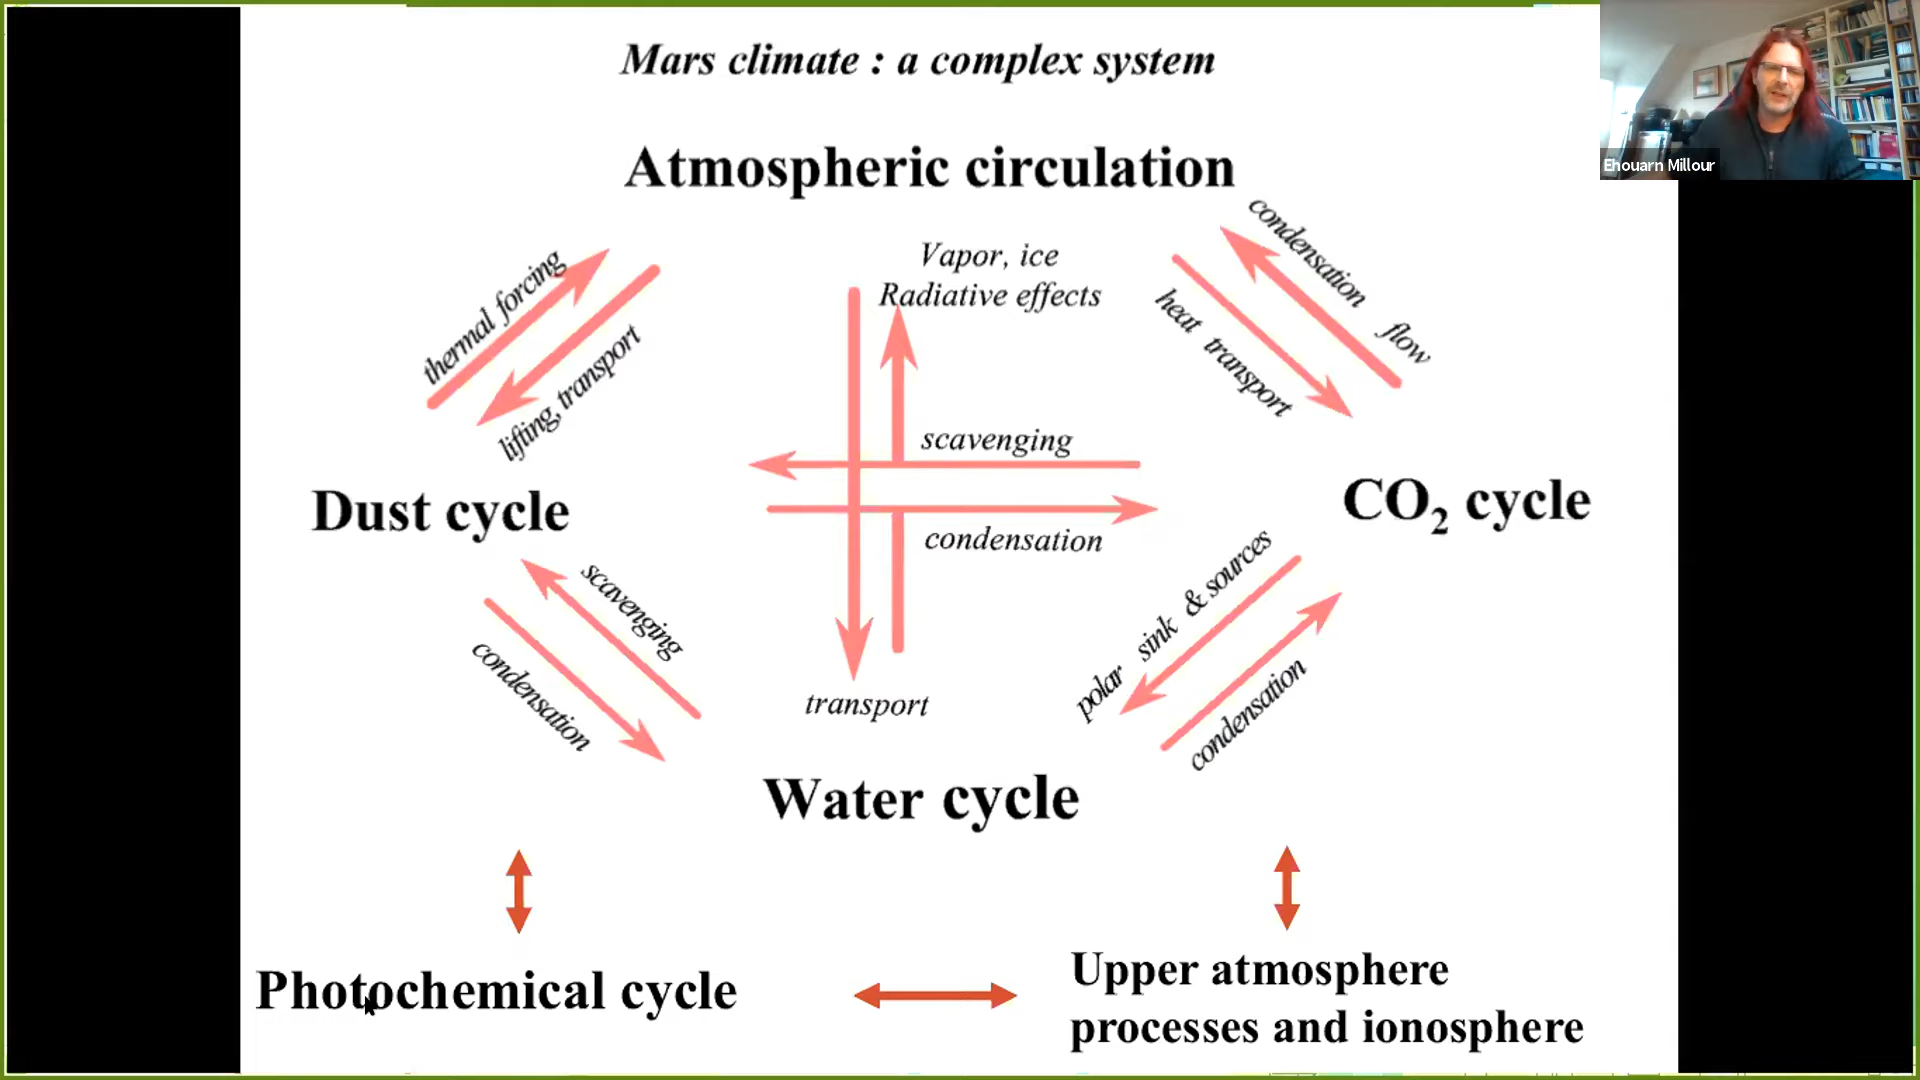 Mars climate : a complex system
Ehouarn Millour
Atmospheric circulation
thermal forcing
lifting, transport
Vapor, ice
Radiative effects
condensation flow
heat transport
scavenging
condensation
Dust cycle
CO₂ cycle
scavenging
condensation
transport
polar sink & sources
condensation
Water cycle
Photochemical cycle
Upper atmosphere
processes and ionosphere